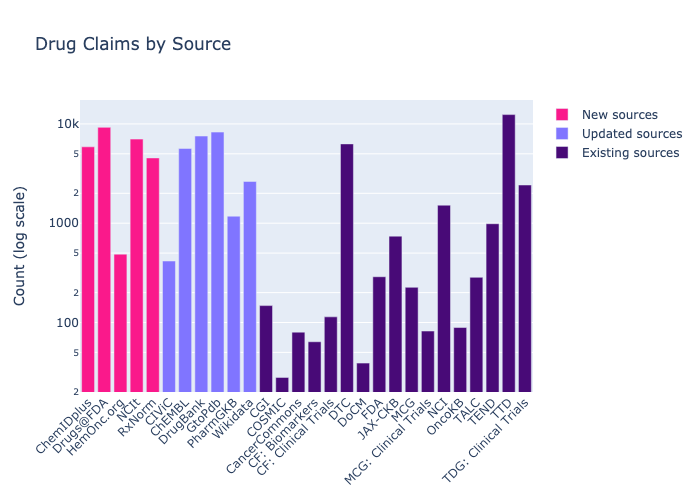 Drug Claims by Source
New sources
Updated sources
Existing sources
Count (log scale)
10k
5
2
1000
5
2
100
5
2
ChemIDplus
Drugs@FDA
HemOnc.org
NCIt
RxNorm
CIViC
ChEMBL
DrugBank
GtoPdb
PharmGKB
Wikidata
CGI
COSMIC
CancerCommons
CF: Biomarkers
CF: Clinical Trials
DTC
DoCM
FDA
JAX-CKB
MCG
MCG: Clinical Trials
NCI
OncoKB
TALC
TEND
TTD
TDG: Clinical Trials